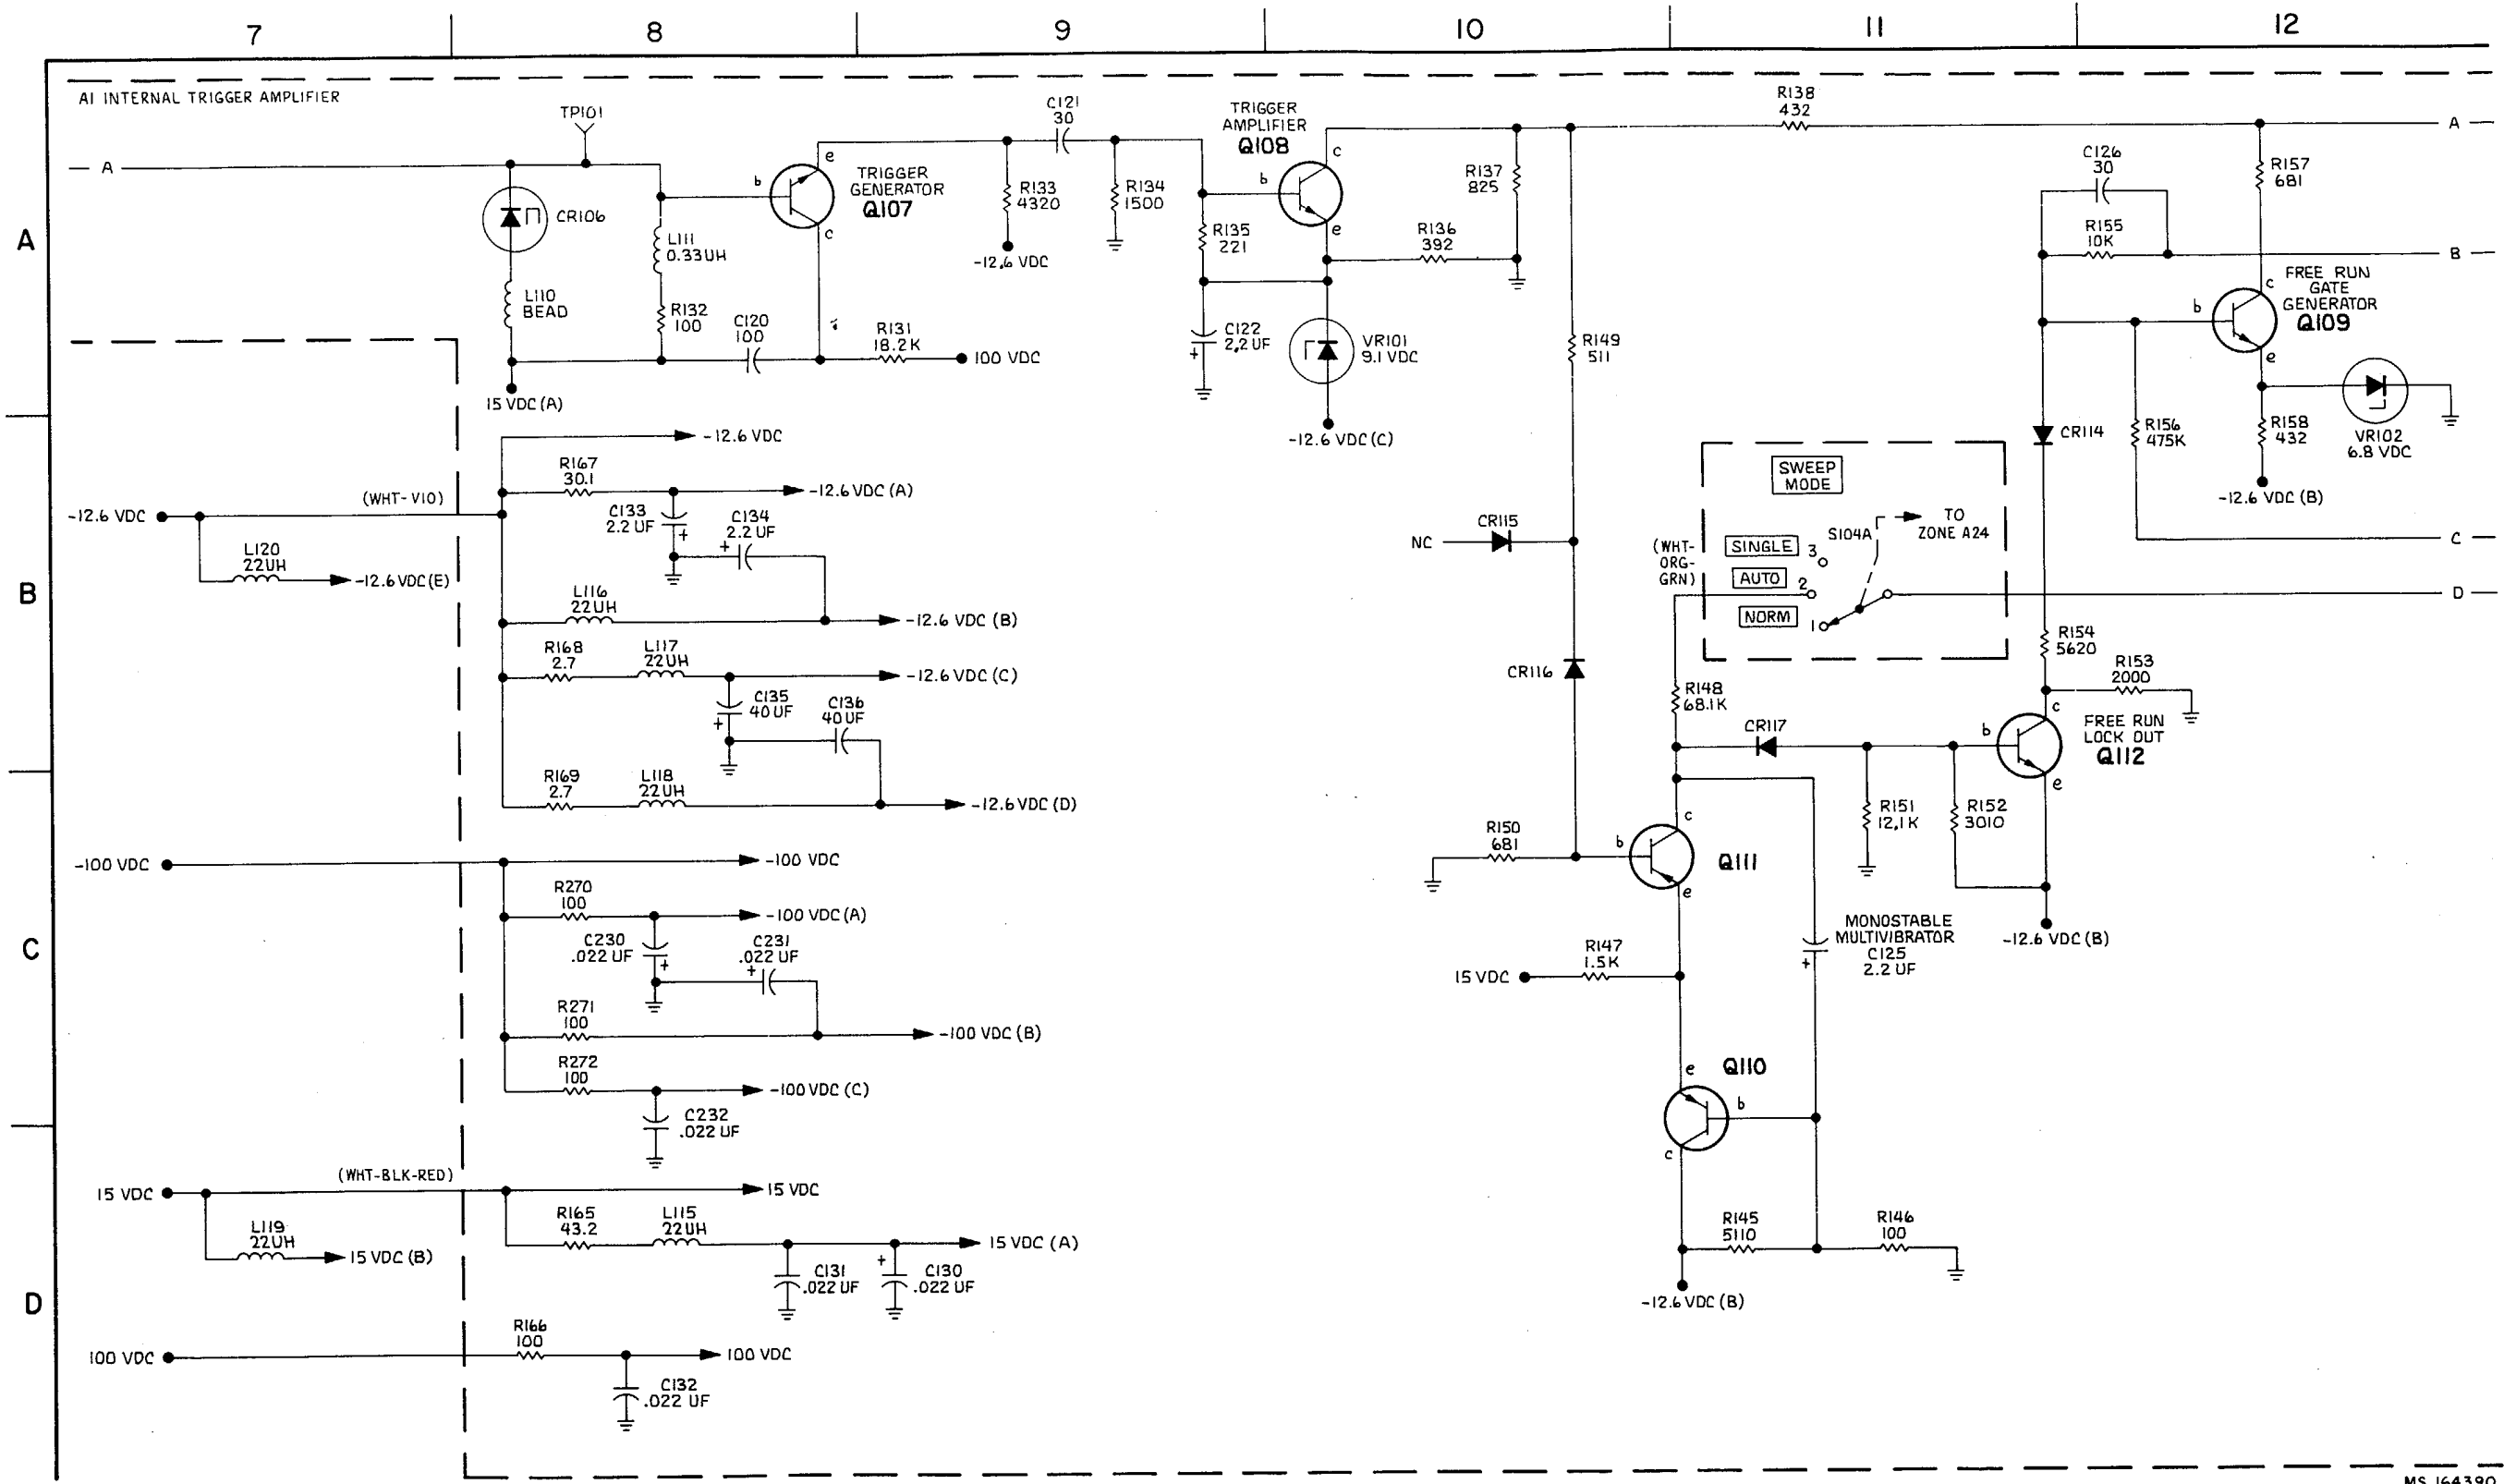 7 8 9 10 11 12
A
B
C
D
A1 INTERNAL TRIGGER AMPLIFIER
— A
TP101
CR106
L110
BEAD
15 VDC (A)
L111
0.33UH
R132
100
C120
100
b
e
c
TRIGGER
GENERATOR
Q107
R131
18.2K
100 VDC
R133
4320
-12.6 VDC
C121
30
R134
1500
R135
221
C122
2.2 UF
+
TRIGGER
AMPLIFIER
Q108
b
c
e
VR101
9.1 VDC
-12.6 VDC (C)
R136
392
R137
825
R138
432
R149
511
A —
C126
30
R155
10K
B —
R157
681
FREE RUN
GATE
GENERATOR
Q109
b
c
e
VR102
6.8 VDC
R158
432
-12.6 VDC (B)
CR114
R156
475K
C —
-12.6 VDC
(WHT-VIO)
L120
22UH
-12.6 VDC (E)
-12.6 VDC
R167
30.1
-12.6 VDC (A)
C133
2.2 UF
+
C134
2.2 UF
+
L116
22UH
-12.6 VDC (B)
R168
2.7
L117
22UH
-12.6 VDC (C)
C135
40 UF
+
C136
40 UF
R169
2.7
L118
22UH
-12.6 VDC (D)
NC
CR115
CR116
(WHT-
ORG-
GRN)
SWEEP
MODE
SINGLE 3
AUTO 2
NORM 1
S104A
TO
ZONE A24
D —
R154
5620
R153
2000
R148
68.1K
CR117
b
c
e
FREE RUN
LOCK OUT
Q112
R151
12.1K
R152
3010
-12.6 VDC (B)
R150
681
b
c
e
Q111
MONOSTABLE
MULTIVIBRATOR
C125
2.2 UF
+
15 VDC
R147
1.5K
e
b
c
Q110
R145
5110
R146
100
-12.6 VDC (B)
-100 VDC
-100 VDC
R270
100
-100 VDC (A)
C230
.022 UF
+
C231
.022 UF
+
R271
100
-100 VDC (B)
R272
100
-100 VDC (C)
C232
.022 UF
15 VDC
(WHT-BLK-RED)
L119
22UH
15 VDC (B)
15 VDC
R165
43.2
L115
22UH
15 VDC (A)
C131
.022 UF
+
C130
.022 UF
100 VDC
R166
100
100 VDC
C132
.022 UF
MS 164390